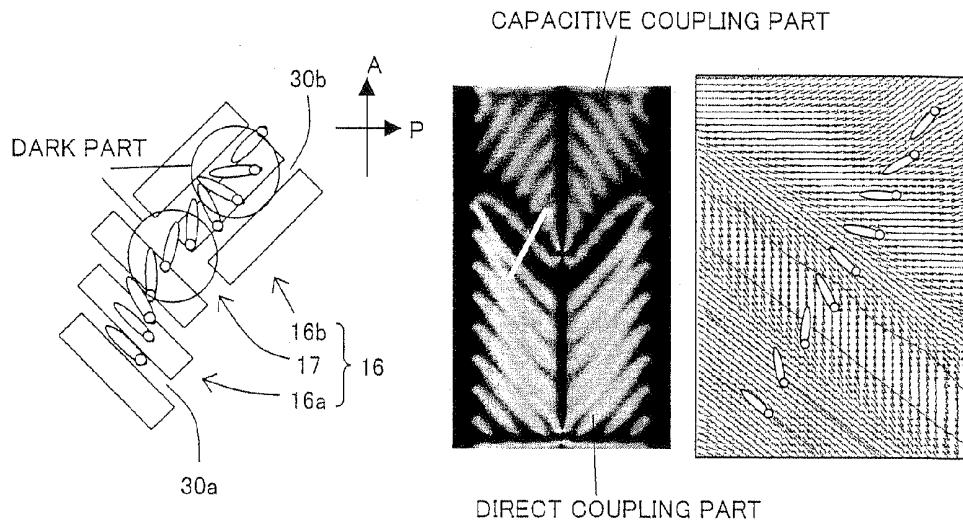 CAPACITIVE COUPLING PART
A
30b
P
DARK PART
16b
17
16
16a
30a
DIRECT COUPLING PART